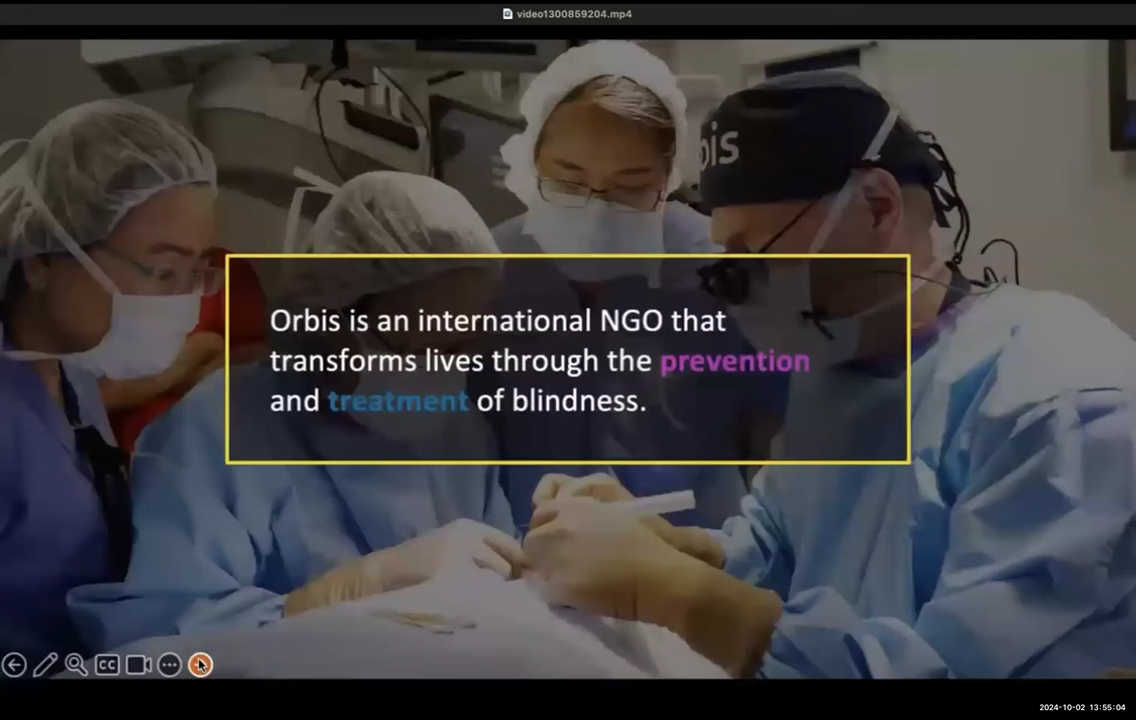 video1300859204.mp4
bis
Orbis is an international NGO that
transforms lives through the prevention
and treatment of blindness.
CC
2024-10-02 13:55:04